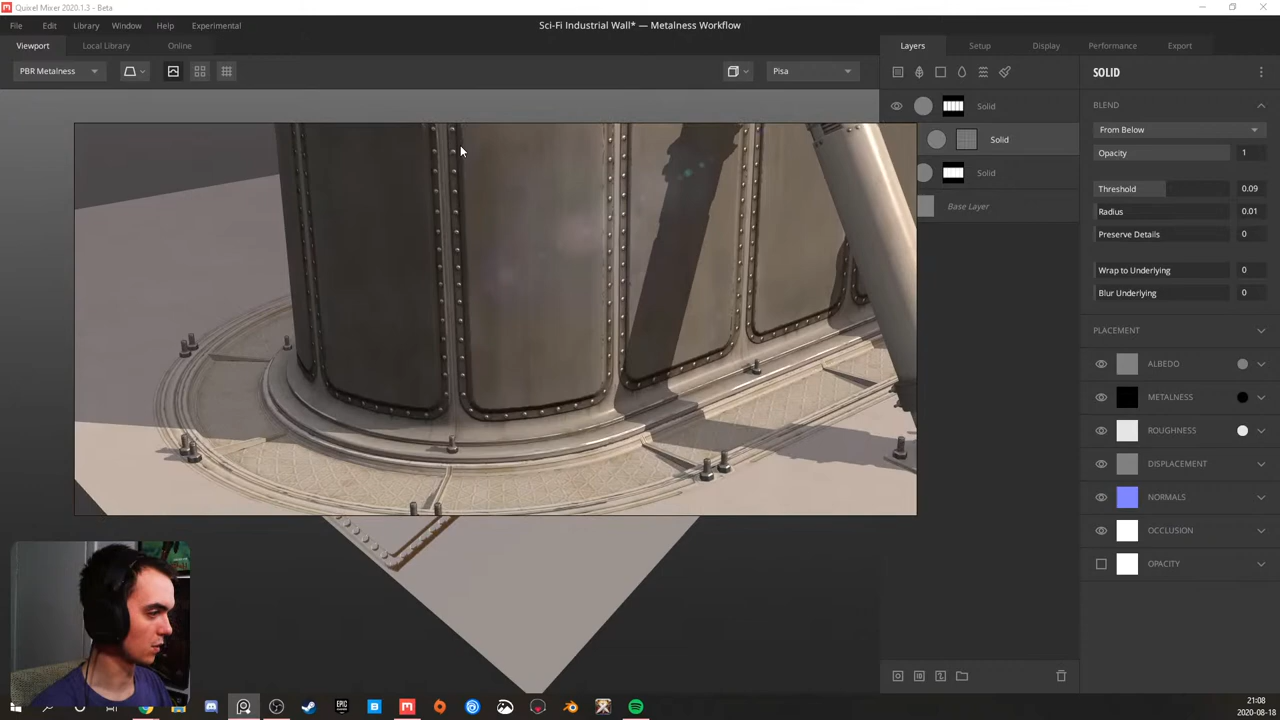 Quixel Mixer 2020.1.3 - Beta
File Edit Library Window Help Experimental
Sci-Fi Industrial Wall* — Metalness Workflow
Viewport Local Library Online
Layers Setup Display Performance Export
PBR Metalness
Pisa
SOLID
Solid
Solid
Solid
Base Layer
BLEND
From Below
Opacity 1
Threshold 0.09
Radius 0.01
Preserve Details 0
Wrap to Underlying 0
Blur Underlying 0
PLACEMENT
ALBEDO
METALNESS
ROUGHNESS
DISPLACEMENT
NORMALS
OCCLUSION
OPACITY
EPIC
21:08
2020-08-18